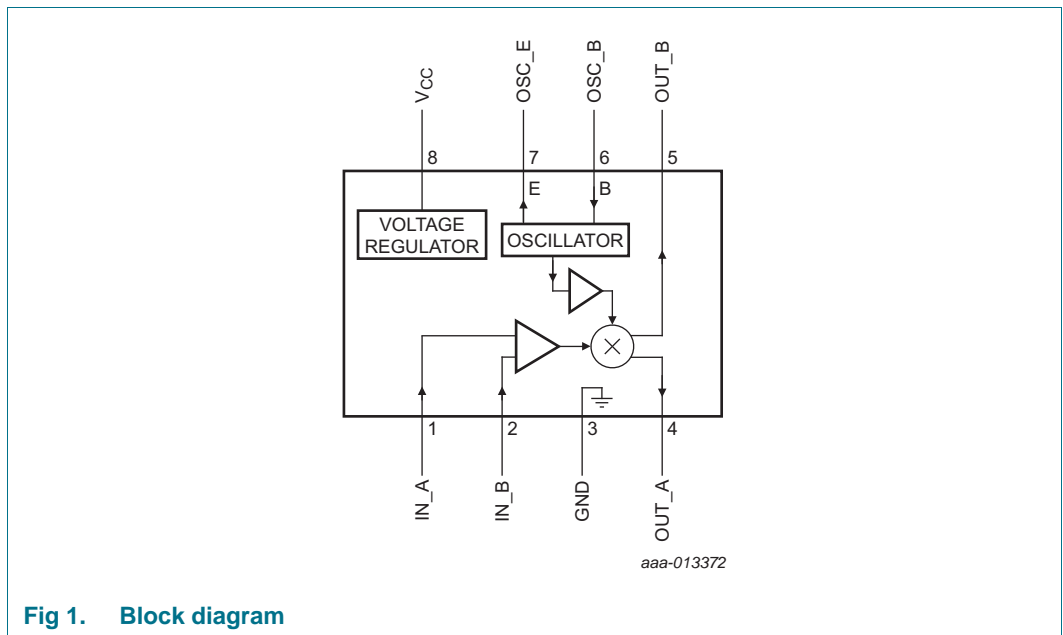 VCC
OSC_E
OSC_B
OUT_B
8
7
6
5
E
B
VOLTAGE
REGULATOR
OSCILLATOR
1
2
3
4
IN_A
IN_B
GND
OUT_A
aaa-013372
Fig 1. Block diagram